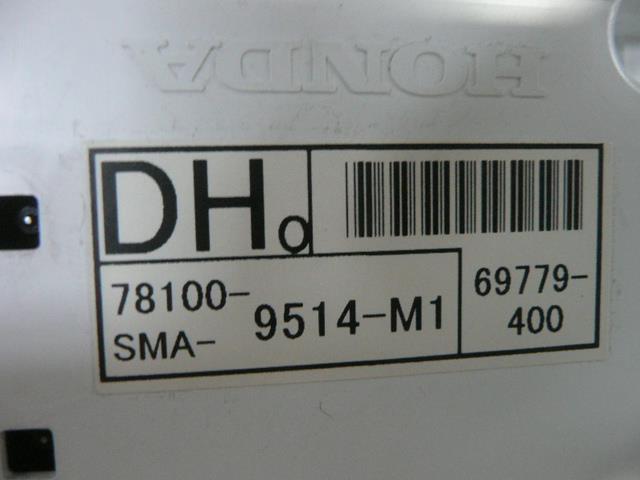 HONDA
DHo
78100-
SMA-
9514-M1
69779-
400